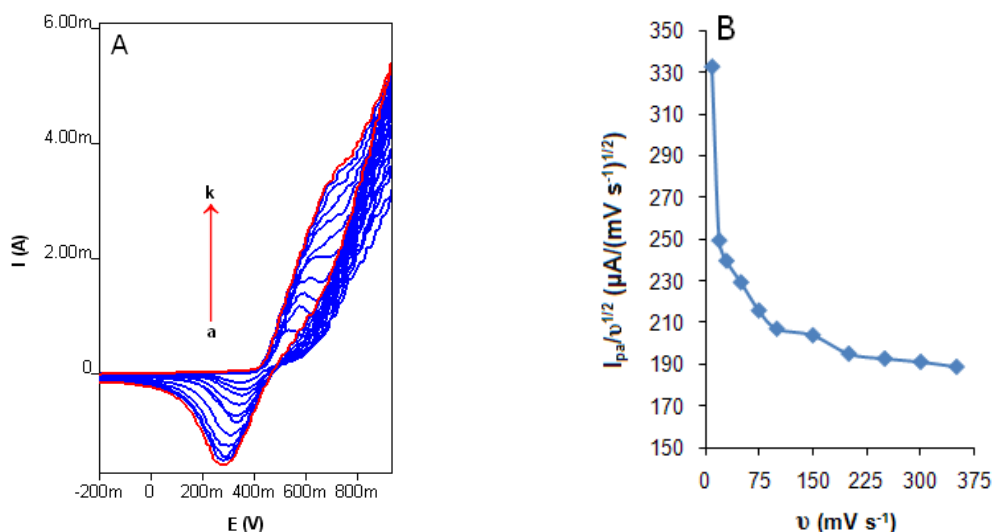 A
6.00m
4.00m
2.00m
0
I (A)
k
a
-200m 0 200m 400m 600m 800m
E (V)
B
350
330
310
290
270
250
230
210
190
170
150
I_pa/υ^1/2 (µA/(mV s^-1)^1/2)
0 75 150 225 300 375
υ (mV s^-1)